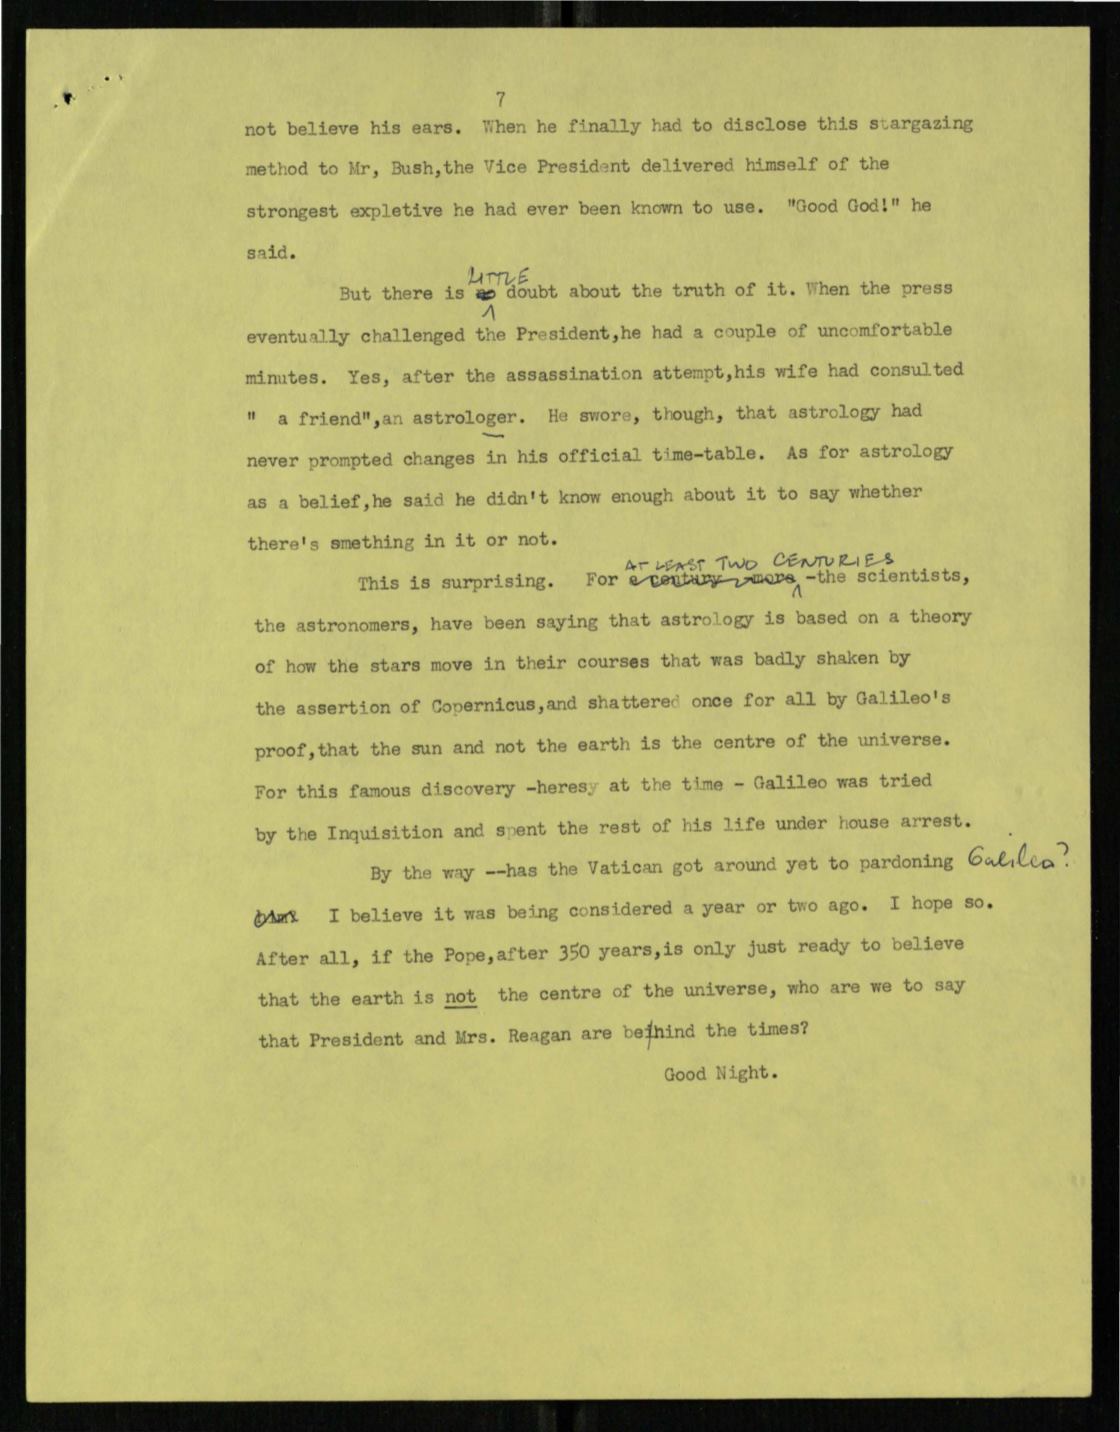 7
not believe his ears. When he finally had to disclose this stargazing
method to Mr, Bush,the Vice President delivered himself of the
strongest expletive he had ever been known to use. "Good God!" he
said.
LITTLE
But there is no doubt about the truth of it. When the press
eventually challenged the President,he had a couple of uncomfortable
minutes. Yes, after the assassination attempt,his wife had consulted
" a friend",an astrologer. He swore, though, that astrology had
never prompted changes in his official time-table. As for astrology
as a belief,he said he didn't know enough about it to say whether
there's smething in it or not.
AT LEAST TWO CENTURIES
This is surprising. For a century more -the scientists,
the astronomers, have been saying that astrology is based on a theory
of how the stars move in their courses that was badly shaken by
the assertion of Copernicus,and shattered once for all by Galileo's
proof,that the sun and not the earth is the centre of the universe.
For this famous discovery -heresy at the time - Galileo was tried
by the Inquisition and spent the rest of his life under house arrest.
By the way --has the Vatican got around yet to pardoning Galileo?
him? I believe it was being considered a year or two ago. I hope so.
After all, if the Pope,after 350 years,is only just ready to believe
that the earth is not the centre of the universe, who are we to say
that President and Mrs. Reagan are behind the times?
Good Night.